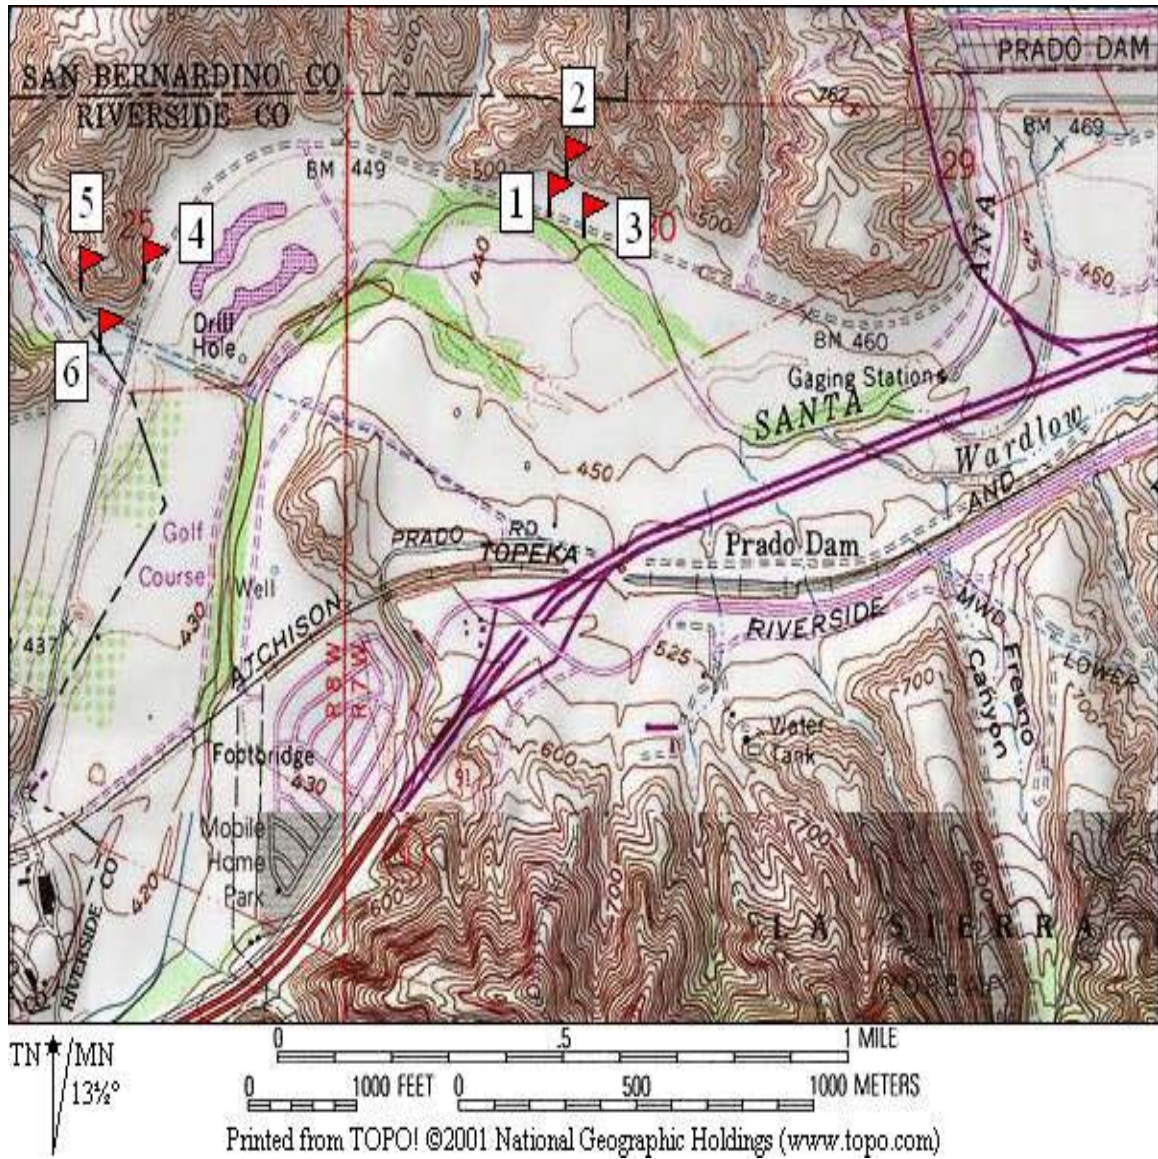 PRADO DAM
SAN BERNARDINO CO
RIVERSIDE CO
2
762
BM 469
500
BM 449
500
29
5
25
4
1
3
30
500
ANA
475
460
440
Drill
Hole
6
BM 460
Gaging Station
SANTA
Wardlow
450
AND
Golf
Course
PRADO RD
TOPEKA
Prado Dam
Well
430
ATCHISON
RIVERSIDE
MWD
LOWER
Fresno
Canyon
437
R 8 W
R 7 W
525
700
700
Footbridge
430
Water
Tank
600
91
Mobile
Home
Park
700
600
700
600
420
RIVERSIDE CO
CO
LA SIERRA
TN
MN
13½°
0 .5 1 MILE
0 1000 FEET 0 500 1000 METERS
Printed from TOPO! ©2001 National Geographic Holdings (www.topo.com)